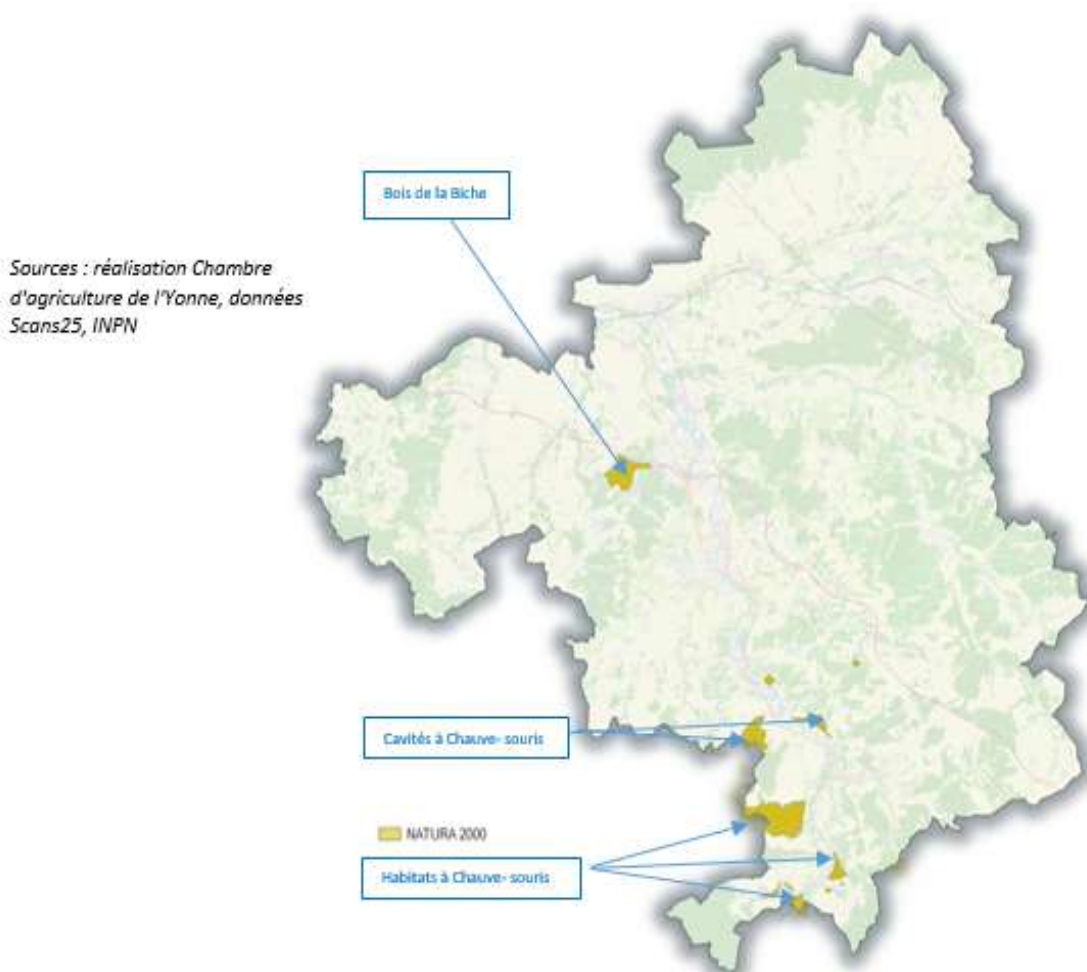 Bois de la Biche
Sources : réalisation Chambre
d'agriculture de l'Yonne, données
Scans25, INPN
Cavités à Chauve- souris
NATURA 2000
Habitats à Chauve- souris